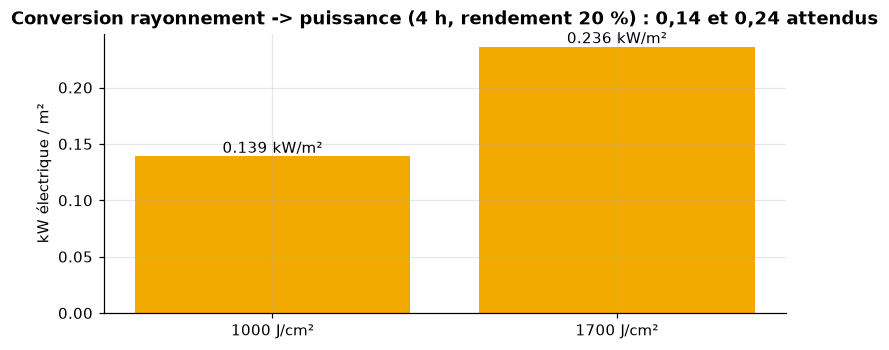 Conversion rayonnement -> puissance (4 h, rendement 20 %) : 0,14 et 0,24 attendus
0.236 kW/m²
0.139 kW/m²
kW électrique / m²
0.20
0.15
0.10
0.05
0.00
1000 J/cm²
1700 J/cm²